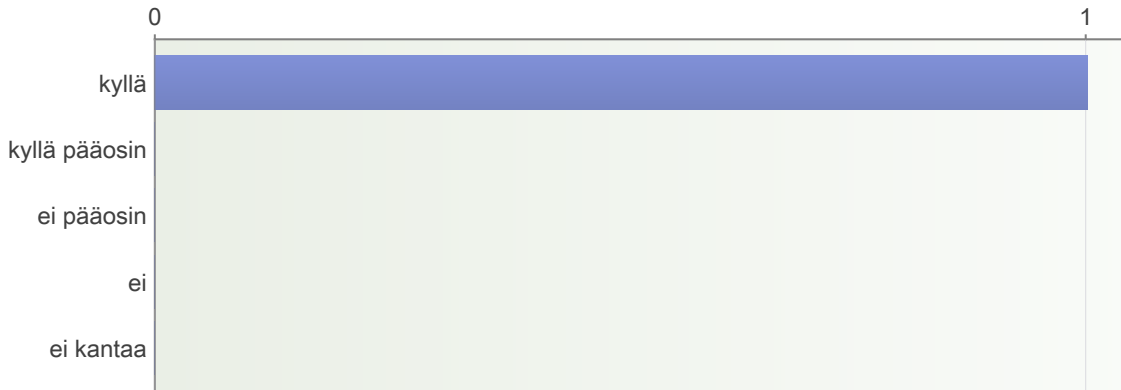 0 1
kyllä
kyllä pääosin
ei pääosin
ei
ei kantaa